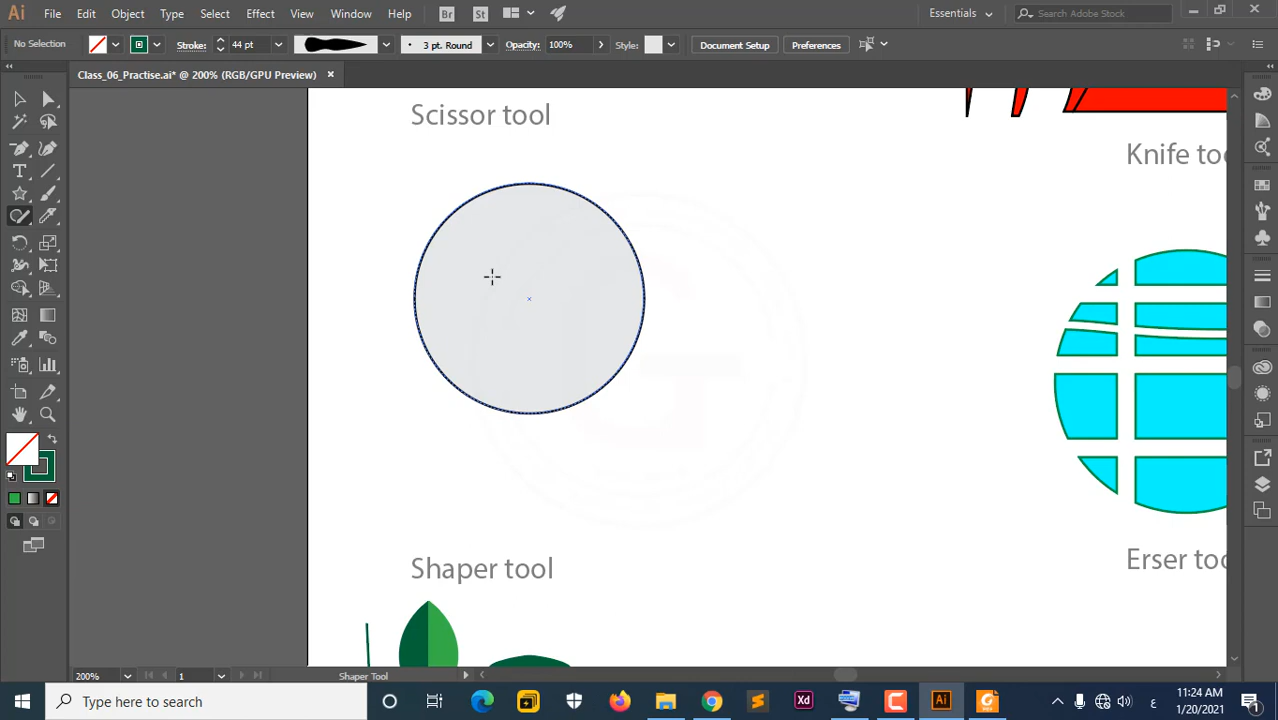 Ai File Edit Object Type Select Effect View Window Help Br St Essentials Search Adobe Stock
No Selection Stroke: 44 pt 3 pt. Round Opacity: 100% Style: Document Setup Preferences
Class_06_Practise.ai* @ 200% (RGB/GPU Preview)
Scissor tool
Knife too
Shaper tool
Erser too
200% 1 Shaper Tool
Type here to search
Xd Ai ع 11:24 AM
1/20/2021
1